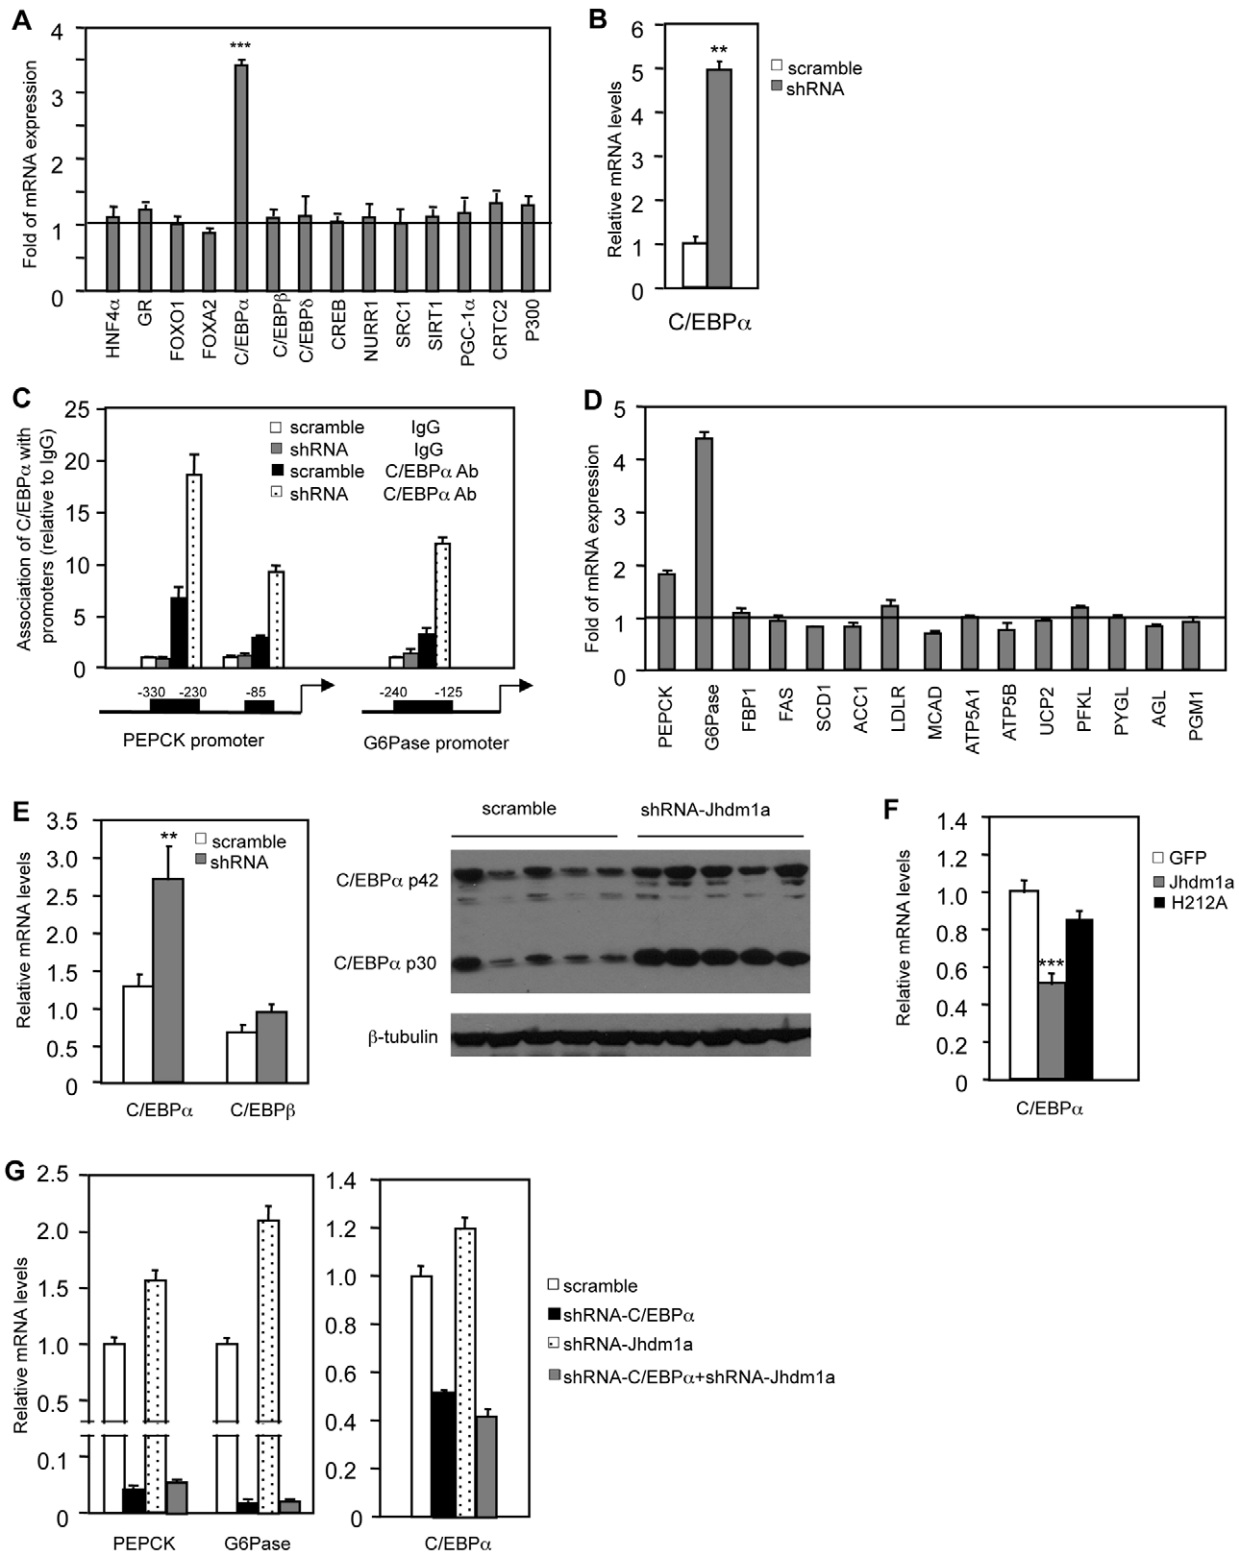 A
Fold of mRNA expression
4
3
2
1
0
***
HNF4α
GR
FOXO1
FOXA2
C/EBPα
C/EBPβ
C/EBPδ
CREB
NURR1
SRC1
SIRT1
PGC-1α
CRTC2
P300
B
Relative mRNA levels
6
5
4
3
2
1
0
**
C/EBPα
scramble
shRNA
C
Association of C/EBPα with
promoters (relative to IgG)
25
20
15
10
5
0
scramble IgG
shRNA IgG
scramble C/EBPα Ab
shRNA C/EBPα Ab
-330 -230 -85
PEPCK promoter
-240 -125
G6Pase promoter
D
Fold of mRNA expression
5
4
3
2
1
0
PEPCK
G6Pase
FBP1
FAS
SCD1
ACC1
LDLR
MCAD
ATP5A1
ATP5B
UCP2
PFKL
PYGL
AGL
PGM1
E
Relative mRNA levels
3.5
3.0
2.5
2.0
1.5
1.0
0.5
0
**
scramble
shRNA
C/EBPα C/EBPβ
scramble shRNA-Jhdm1a
C/EBPα p42
C/EBPα p30
β-tubulin
F
Relative mRNA levels
1.4
1.2
1.0
0.8
0.6
0.4
0.2
0
***
C/EBPα
GFP
Jhdm1a
H212A
G
Relative mRNA levels
2.5
2.0
1.5
1.0
0.5
0.1
0
PEPCK G6Pase
1.4
1.2
1.0
0.8
0.6
0.4
0.2
0
C/EBPα
scramble
shRNA-C/EBPα
shRNA-Jhdm1a
shRNA-C/EBPα+shRNA-Jhdm1a